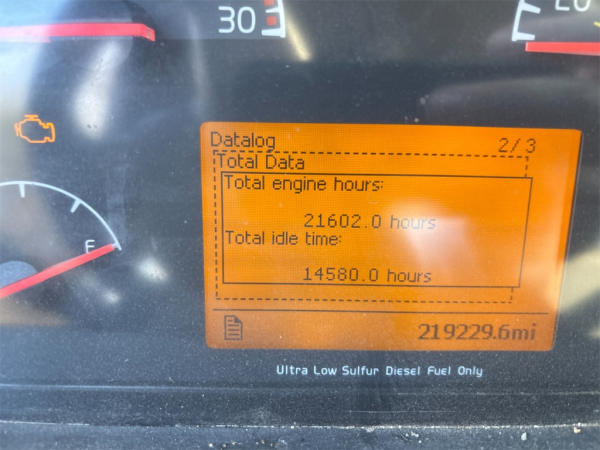 30
20
Datalog 2/3
Total Data
Total engine hours:
21602.0 hours
Total idle time:
14580.0 hours
F
219229.6mi
Ultra Low Sulfur Diesel Fuel Only